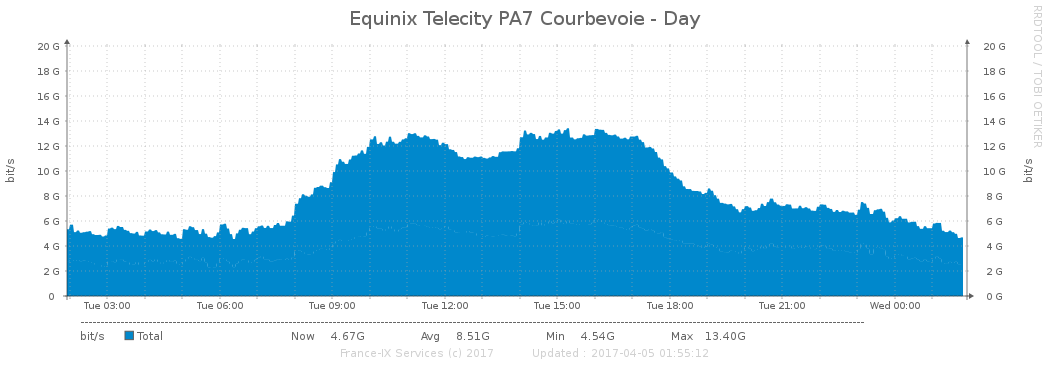 Equinix Telecity PA7 Courbevoie - Day
RRDTOOL / TOBI OETIKER
bit/s
20 G
18 G
16 G
14 G
12 G
10 G
8 G
6 G
4 G
2 G
0
20 G
18 G
16 G
14 G
12 G
10 G
8 G
6 G
4 G
2 G
0 G
bit/s
Tue 03:00 Tue 06:00 Tue 09:00 Tue 12:00 Tue 15:00 Tue 18:00 Tue 21:00 Wed 00:00
bit/s Total Now 4.67G Avg 8.51G Min 4.54G Max 13.40G
France-IX Services (c) 2017 Updated : 2017-04-05 01:55:12